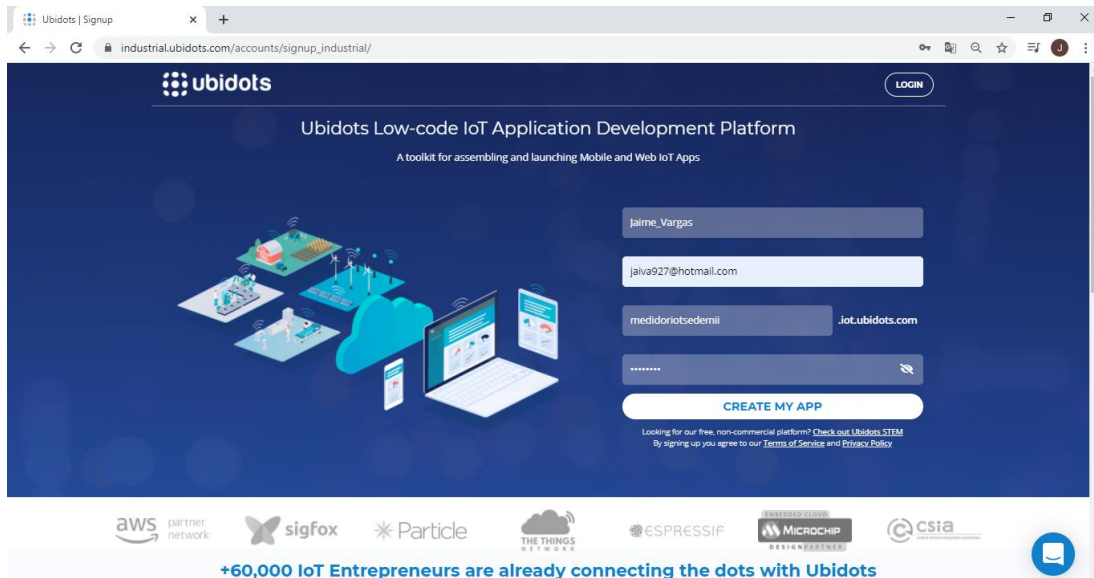 Ubidots | Signup
industrial.ubidots.com/accounts/signup_industrial/
J
ubidots
LOGIN
Ubidots Low-code IoT Application Development Platform
A toolkit for assembling and launching Mobile and Web IoT Apps
Jaime_Vargas
jaiva927@hotmail.com
medidoriotsedemii
.iot.ubidots.com
CREATE MY APP
Looking for our free, non-commercial platform? Check out Ubidots STEM
By signing up you agree to our Terms of Service and Privacy Policy
aws partner network
sigfox
Particle
THE THINGS NETWORK
ESPRESSIF
EMBEDDED CLOUD
MICROCHIP
DESIGN PARTNER
csia
+60,000 IoT Entrepreneurs are already connecting the dots with Ubidots